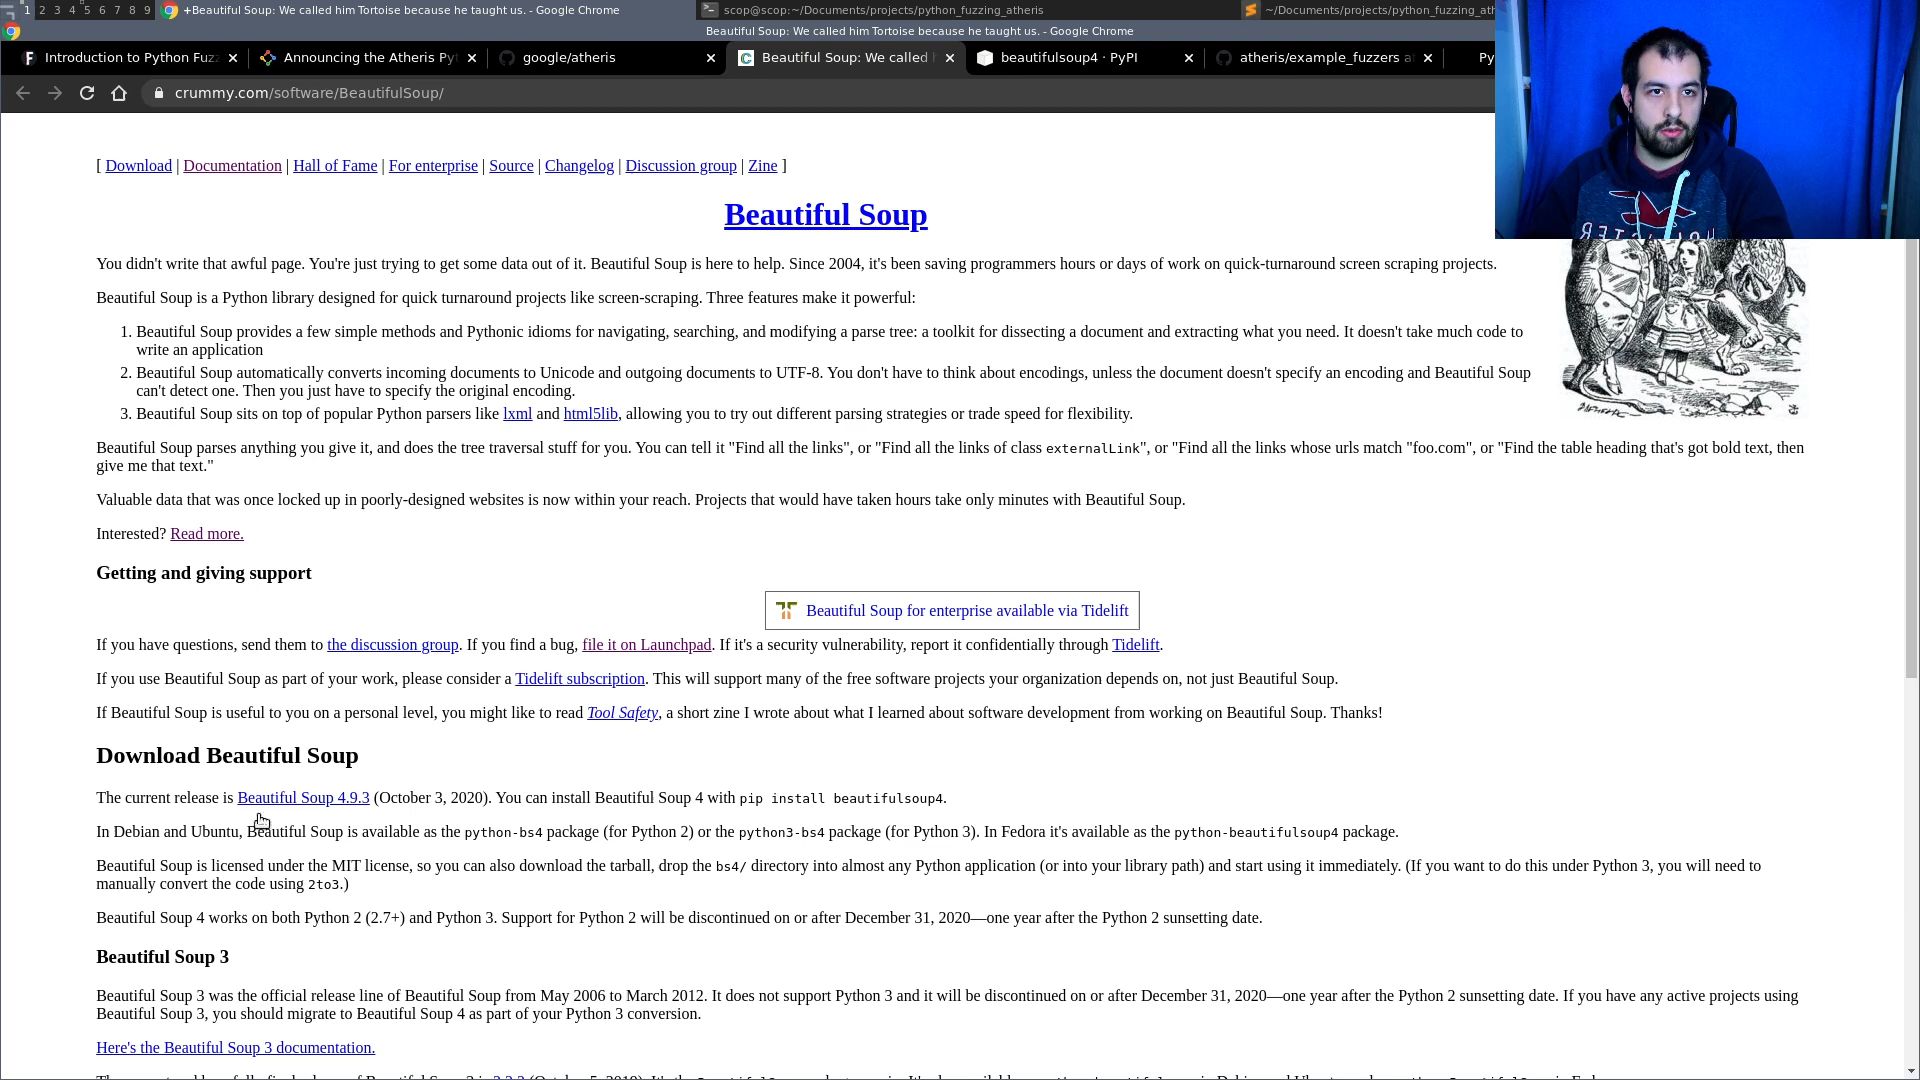 1 2 3 4 5 6 7 8 9 +Beautiful Soup: We called him Tortoise because he taught us. - Google Chrome scop@scop:~/Documents/projects/python_fuzzing_atheris ~/Documents/projects/python_fuzzing_ath
Beautiful Soup: We called him Tortoise because he taught us. - Google Chrome
Introduction to Python Fuzz Announcing the Atheris Pyt google/atheris Beautiful Soup: We called h beautifulsoup4 · PyPI atheris/example_fuzzers a Py
crummy.com/software/BeautifulSoup/
[ Download | Documentation | Hall of Fame | For enterprise | Source | Changelog | Discussion group | Zine ]
Beautiful Soup
You didn't write that awful page. You're just trying to get some data out of it. Beautiful Soup is here to help. Since 2004, it's been saving programmers hours or days of work on quick-turnaround screen scraping projects.
Beautiful Soup is a Python library designed for quick turnaround projects like screen-scraping. Three features make it powerful:
1. Beautiful Soup provides a few simple methods and Pythonic idioms for navigating, searching, and modifying a parse tree: a toolkit for dissecting a document and extracting what you need. It doesn't take much code to
write an application
2. Beautiful Soup automatically converts incoming documents to Unicode and outgoing documents to UTF-8. You don't have to think about encodings, unless the document doesn't specify an encoding and Beautiful Soup
can't detect one. Then you just have to specify the original encoding.
3. Beautiful Soup sits on top of popular Python parsers like lxml and html5lib, allowing you to try out different parsing strategies or trade speed for flexibility.
Beautiful Soup parses anything you give it, and does the tree traversal stuff for you. You can tell it "Find all the links", or "Find all the links of class externalLink", or "Find all the links whose urls match "foo.com", or "Find the table heading that's got bold text, then
give me that text."
Valuable data that was once locked up in poorly-designed websites is now within your reach. Projects that would have taken hours take only minutes with Beautiful Soup.
Interested? Read more.
Getting and giving support
Beautiful Soup for enterprise available via Tidelift
If you have questions, send them to the discussion group. If you find a bug, file it on Launchpad. If it's a security vulnerability, report it confidentially through Tidelift.
If you use Beautiful Soup as part of your work, please consider a Tidelift subscription. This will support many of the free software projects your organization depends on, not just Beautiful Soup.
If Beautiful Soup is useful to you on a personal level, you might like to read Tool Safety, a short zine I wrote about what I learned about software development from working on Beautiful Soup. Thanks!
Download Beautiful Soup
The current release is Beautiful Soup 4.9.3 (October 3, 2020). You can install Beautiful Soup 4 with pip install beautifulsoup4.
In Debian and Ubuntu, Beautiful Soup is available as the python-bs4 package (for Python 2) or the python3-bs4 package (for Python 3). In Fedora it's available as the python-beautifulsoup4 package.
Beautiful Soup is licensed under the MIT license, so you can also download the tarball, drop the bs4/ directory into almost any Python application (or into your library path) and start using it immediately. (If you want to do this under Python 3, you will need to
manually convert the code using 2to3.)
Beautiful Soup 4 works on both Python 2 (2.7+) and Python 3. Support for Python 2 will be discontinued on or after December 31, 2020—one year after the Python 2 sunsetting date.
Beautiful Soup 3
Beautiful Soup 3 was the official release line of Beautiful Soup from May 2006 to March 2012. It does not support Python 3 and it will be discontinued on or after December 31, 2020—one year after the Python 2 sunsetting date. If you have any active projects using
Beautiful Soup 3, you should migrate to Beautiful Soup 4 as part of your Python 3 conversion.
Here's the Beautiful Soup 3 documentation.